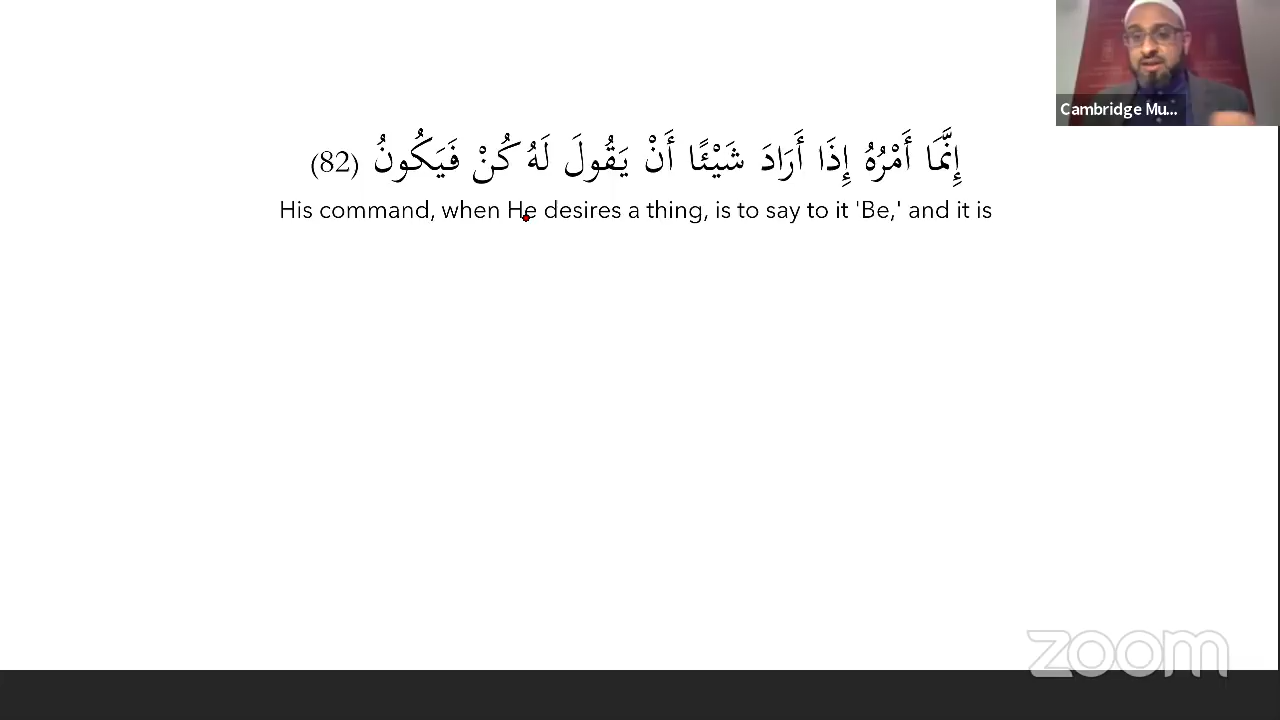 إِنَّمَا أَمْرُهُ إِذَا أَرَادَ شَيْئًا أَنْ يَقُولَ لَهُ كُنْ فَيَكُونُ (82)
His command, when He desires a thing, is to say to it 'Be,' and it is
Cambridge Mu...
zoom